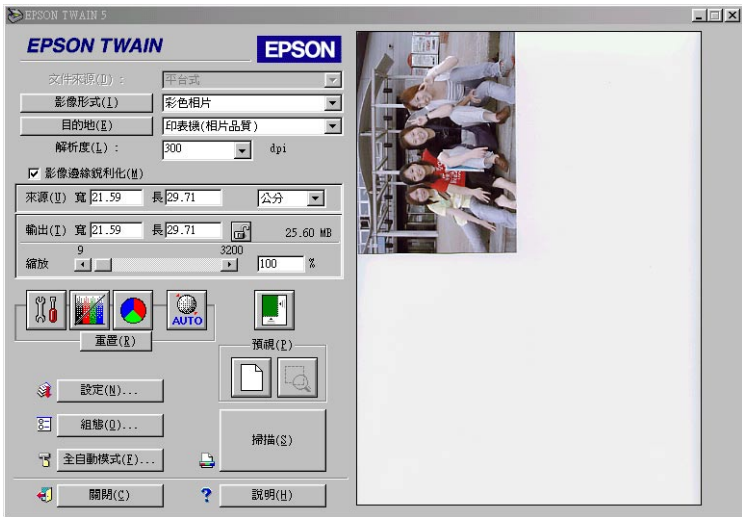 EPSON TWAIN 5
EPSON TWAIN
EPSON
文件來源(D) :
平台式
影像形式(I)
彩色相片
目的地(E)
印表機(相片品質)
解析度(L) :
300
dpi
影像邊緣銳利化(M)
來源(U) 寬 21.59 長 29.71 公分
輸出(T) 寬 21.59 長 29.71 25.60 MB
9 3200
縮放 100 %
AUTO
重置(R)
預視(P)
設定(N)...
組態(O)...
掃描(S)
全自動模式(F)...
關閉(C)
說明(H)